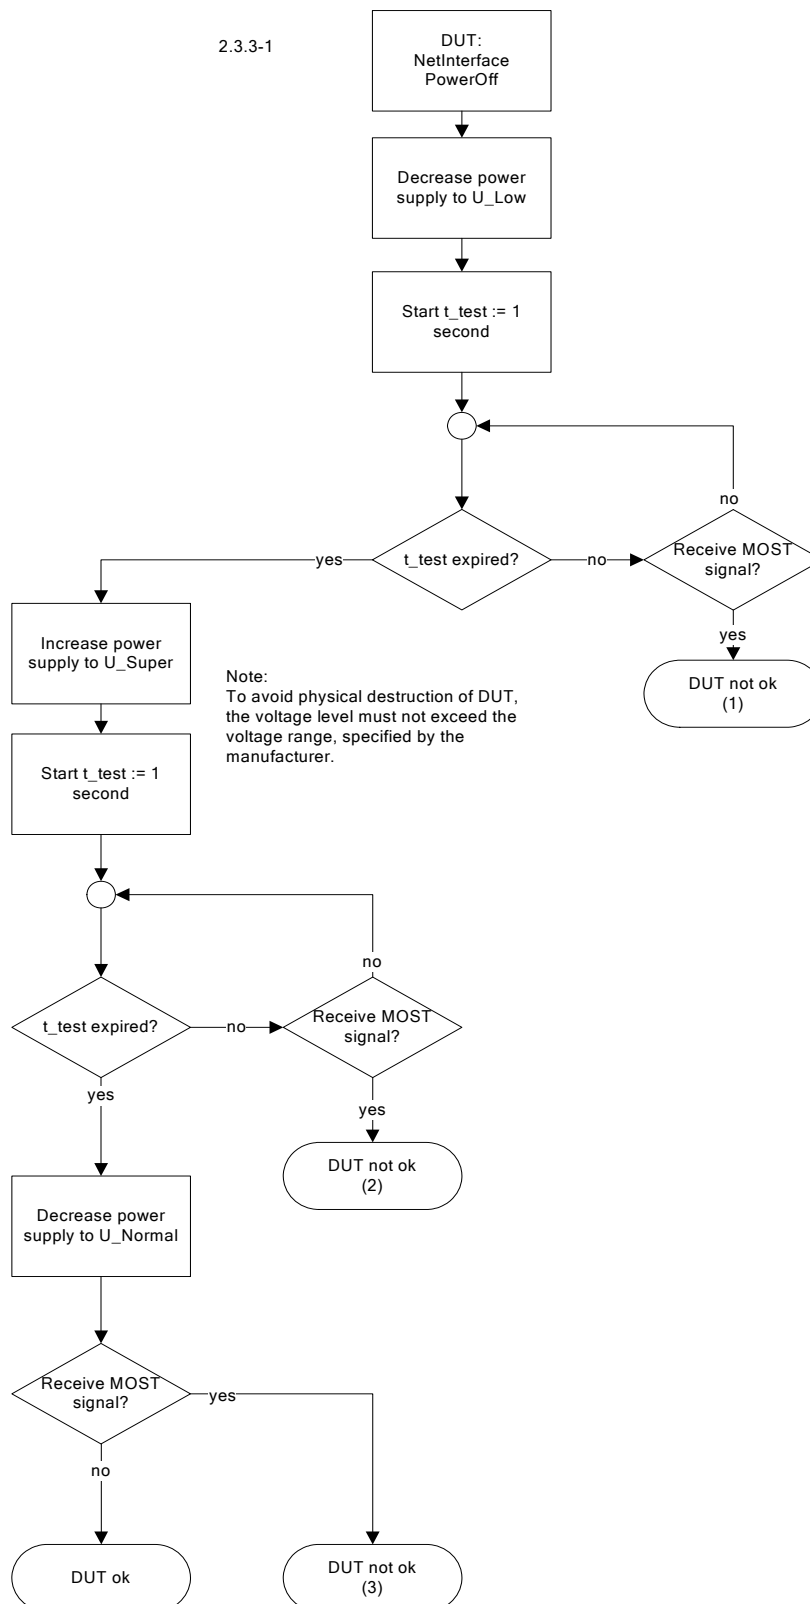 2.3.3-1
DUT:
NetInterface
PowerOff
Decrease power
supply to U_Low
Start t_test := 1
second
no
yes
t_test expired?
no
Receive MOST
signal?
yes
Increase power
supply to U_Super
Note:
To avoid physical destruction of DUT,
the voltage level must not exceed the
voltage range, specified by the
manufacturer.
DUT not ok
(1)
Start t_test := 1
second
no
t_test expired?
no
Receive MOST
signal?
yes
yes
DUT not ok
(2)
Decrease power
supply to U_Normal
Receive MOST
signal?
yes
no
DUT ok
DUT not ok
(3)